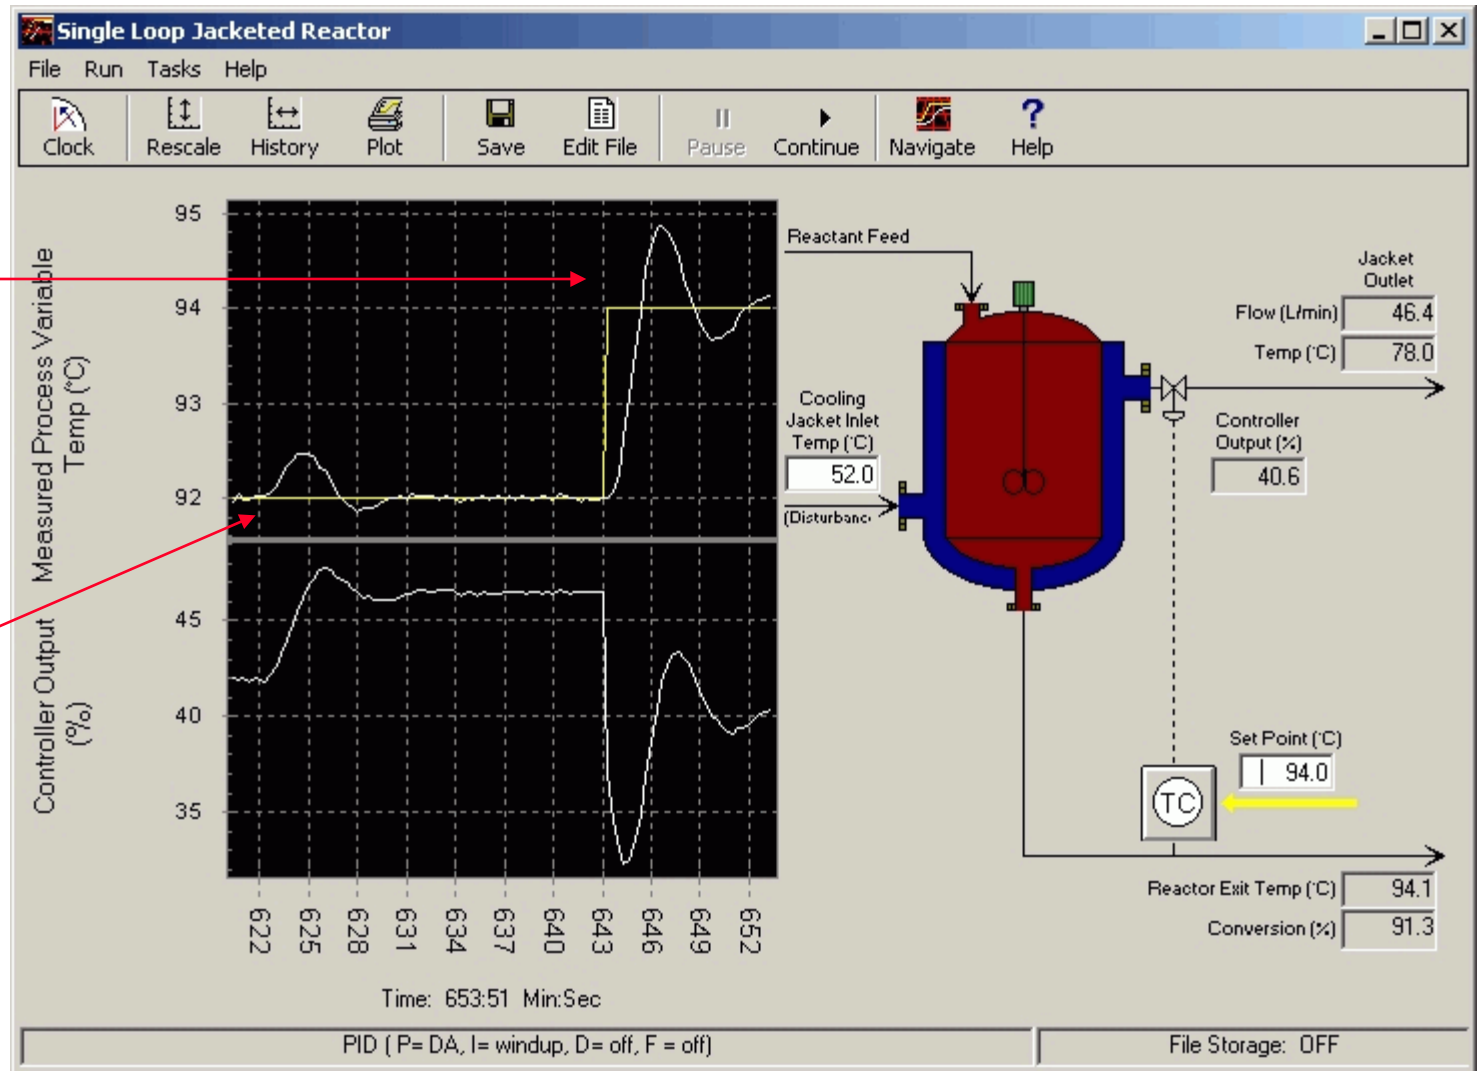 Single Loop Jacketed Reactor
File Run Tasks Help
Clock Rescale History Plot Save Edit File Pause Continue Navigate Help
Measured Process Variable
Temp (°C)
95
94
93
92
Controller Output
(%)
45
40
35
622 625 628 631 634 637 640 643 646 649 652
Time: 653:51 Min:Sec
Reactant Feed
Cooling
Jacket Inlet
Temp (°C)
52.0
(Disturbanc
Jacket
Outlet
Flow (L/min) 46.4
Temp (°C) 78.0
Controller
Output (%)
40.6
Set Point (°C)
94.0
TC
Reactor Exit Temp (°C) 94.1
Conversion (%) 91.3
PID ( P= DA, I= windup, D= off, F = off)
File Storage: OFF